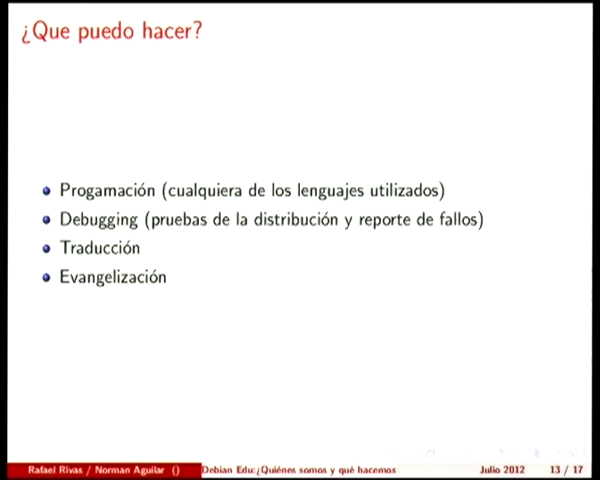 ¿Que puedo hacer?
Progamación (cualquiera de los lenguajes utilizados)
Debugging (pruebas de la distribución y reporte de fallos)
Traducción
Evangelización
Rafael Rivas / Norman Aguilar () Debian Edu:¿Quiénes somos y qué hacemos Julio 2012 13 / 17